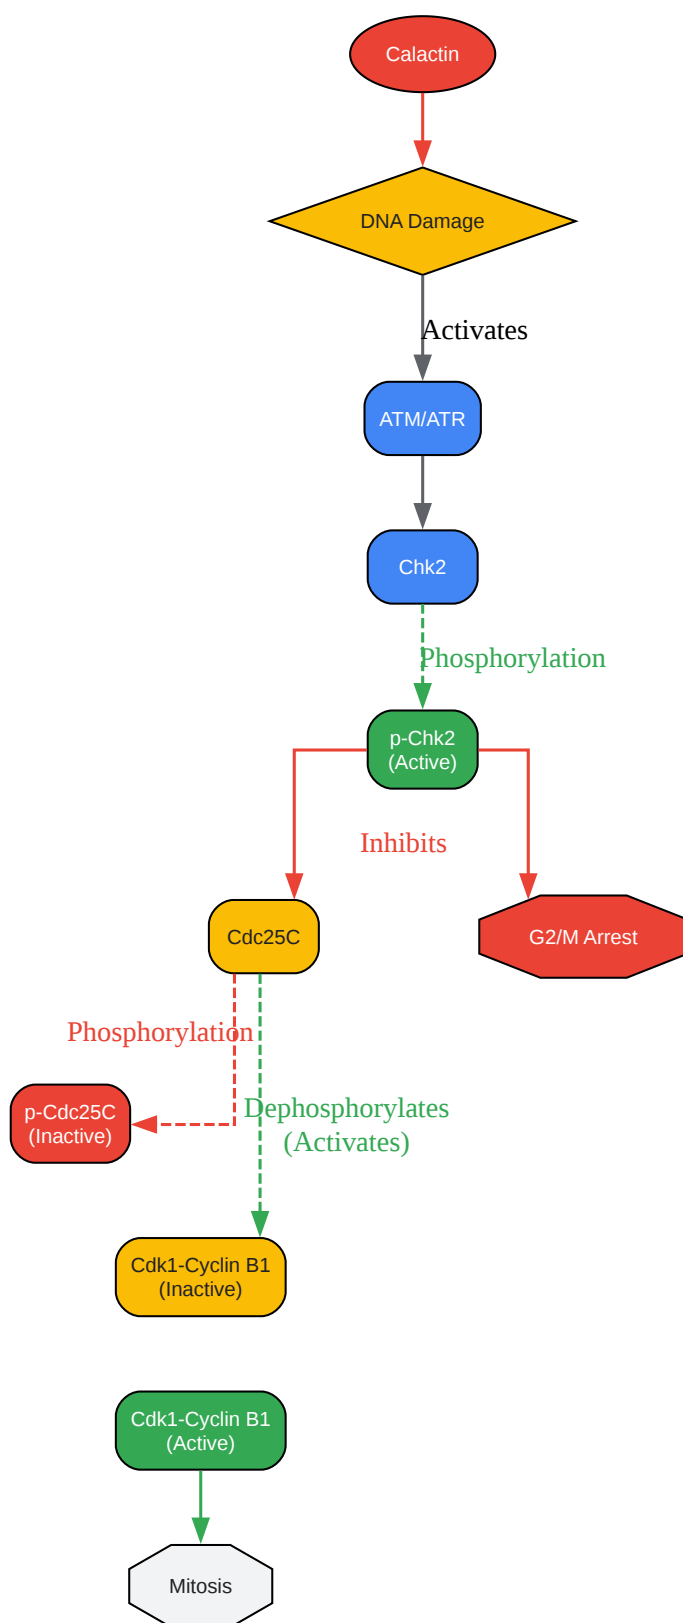 Calactin
DNA Damage
Activates
ATM/ATR
Chk2
Phosphorylation
p-Chk2
(Active)
Inhibits
Cdc25C
G2/M Arrest
Phosphorylation
p-Cdc25C
(Inactive)
Dephosphorylates
(Activates)
Cdk1-Cyclin B1
(Inactive)
Cdk1-Cyclin B1
(Active)
Mitosis